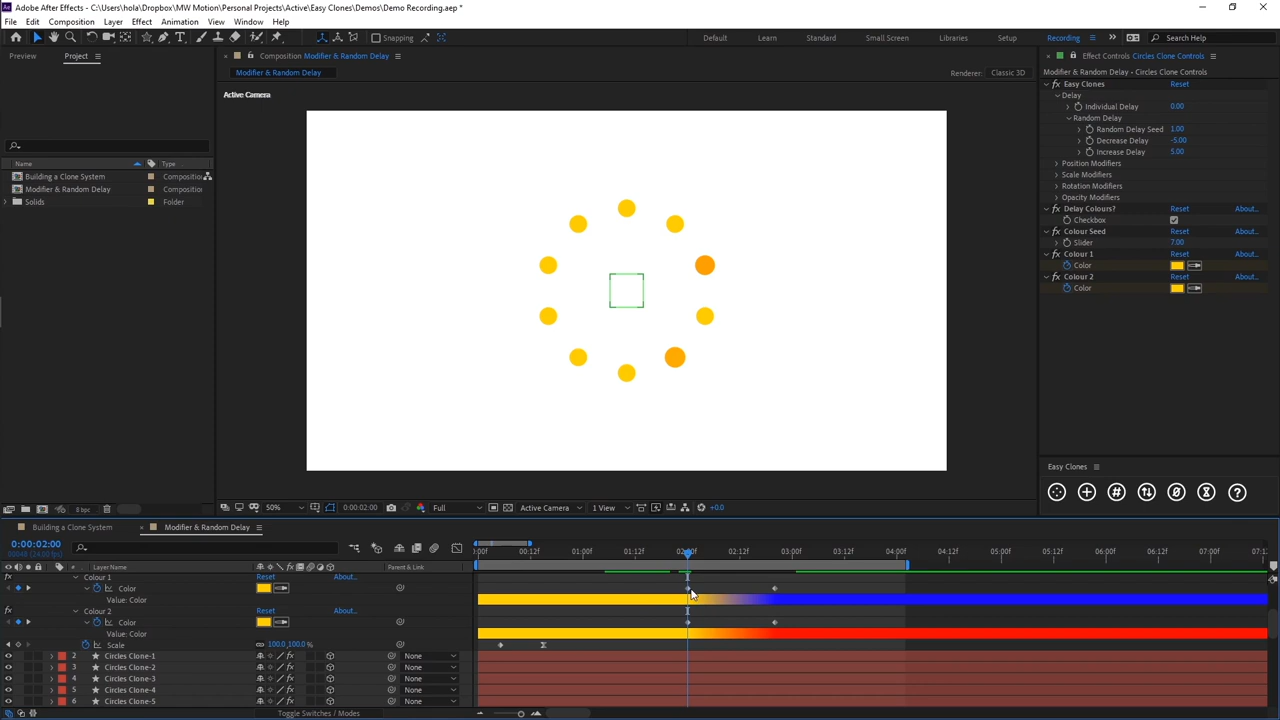 Adobe After Effects - C:\Users\hola\Dropbox\MW Motion\Personal Projects\Active\Easy Clones\Demos\Demo Recording.aep *
File Edit Composition Layer Effect Animation View Window Help
Snapping Default Learn Standard Small Screen Libraries Setup Recording Search Help
Preview Project
Composition Modifier & Random Delay
Effect Controls Circles Clone Controls
Modifier & Random Delay
Renderer: Classic 3D
Modifier & Random Delay • Circles Clone Controls
Active Camera
Easy Clones Reset
Delay
Individual Delay 0.00
Random Delay
Random Delay Seed 1.00
Decrease Delay -5.00
Increase Delay 5.00
Position Modifiers
Scale Modifiers
Rotation Modifiers
Opacity Modifiers
Delay Colours? Reset About...
Checkbox
Colour Seed Reset About...
Slider 7.00
Colour 1 Reset About...
Color
Colour 2 Reset About...
Color
Name Type
Building a Clone System Composition
Modifier & Random Delay Composition
Solids Folder
Easy Clones
8 bpc
50% 0:00:02:00 Full Active Camera 1 View +0.0
Building a Clone System Modifier & Random Delay
0:00:02:00
00048 (24.00 fps)
:00f 00:12f 01:00f 01:12f 02:00f 02:12f 03:00f 03:12f 04:00f 04:12f 05:00f 05:12f 06:00f 06:12f 07:00f 07:12
# Layer Name Parent & Link
Colour 1 Reset About...
Color
Value: Color
Colour 2 Reset About...
Color
Value: Color
Scale 100.0,100.0%
2 Circles Clone-1 None
3 Circles Clone-2 None
4 Circles Clone-3 None
5 Circles Clone-4 None
6 Circles Clone-5 None
Toggle Switches / Modes